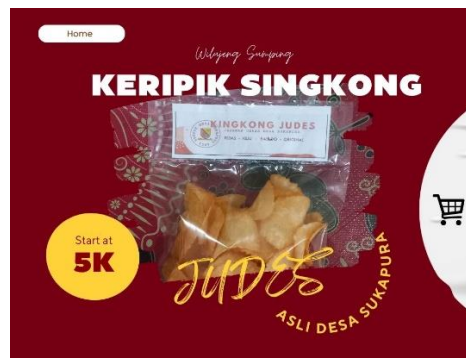 Home
Wilujeng Sumping
KERIPIK SINGKONG
KINGKONG JUDES
Start at
5K
JUDES
ASLI DESA SUKAPURA